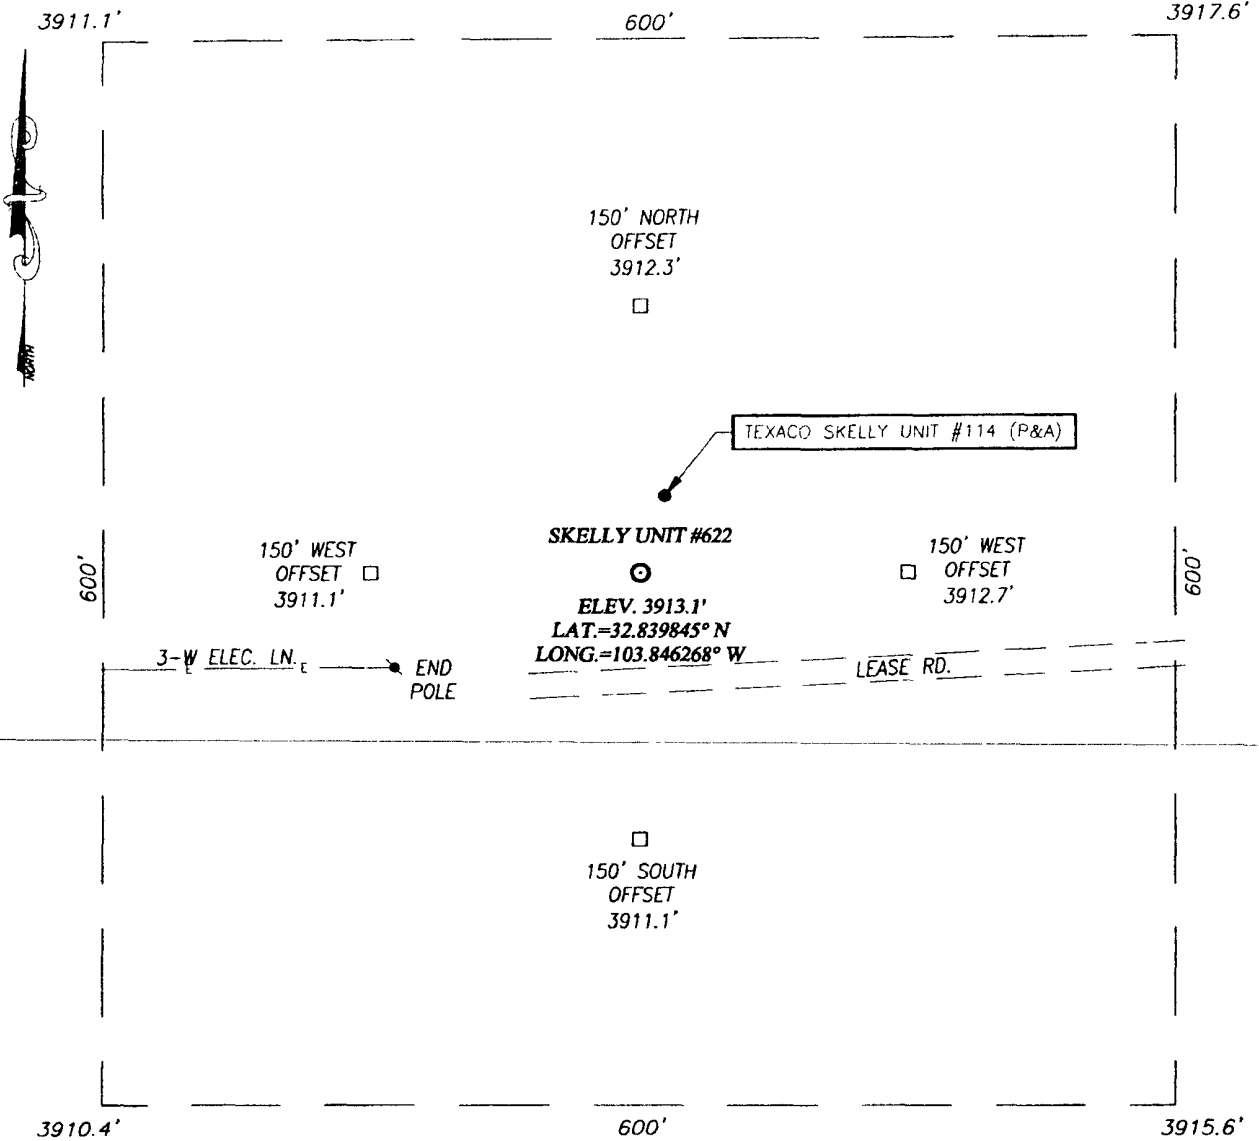 3911.1'
600'
3917.6'
NORTH
150' NORTH
OFFSET
3912.3'
TEXACO SKELLY UNIT #114 (P&A)
SKELLY UNIT #622
600'
150' WEST
OFFSET
3911.1'
150' WEST
OFFSET
3912.7'
600'
ELEV. 3913.1'
LAT.=32.839845° N
LONG.=103.846268° W
3-W ELEC. LN.
E
E
END
POLE
LEASE RD.
150' SOUTH
OFFSET
3911.1'
3910.4'
600'
3915.6'